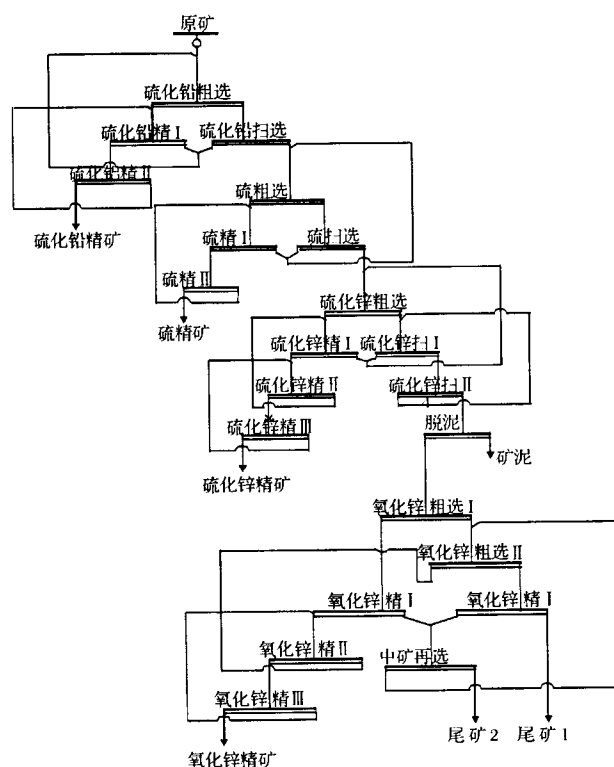 原矿
硫化铅粗选
硫化铅精Ⅰ 硫化铅扫选
硫化铅精Ⅱ
硫粗选
硫化铅精矿
硫精Ⅰ 硫扫选
硫精Ⅱ
硫化锌粗选
硫精矿
硫化锌精Ⅰ 硫化锌扫Ⅰ
硫化锌精Ⅱ 硫化锌扫Ⅱ
脱泥
硫化锌精Ⅲ
矿泥
硫化锌精矿
氧化锌粗选Ⅰ
氧化锌粗选Ⅱ
氧化锌精Ⅰ 氧化锌精Ⅰ
氧化锌精Ⅱ 中矿再选
氧化锌精Ⅲ
尾矿2 尾矿1
氧化锌精矿